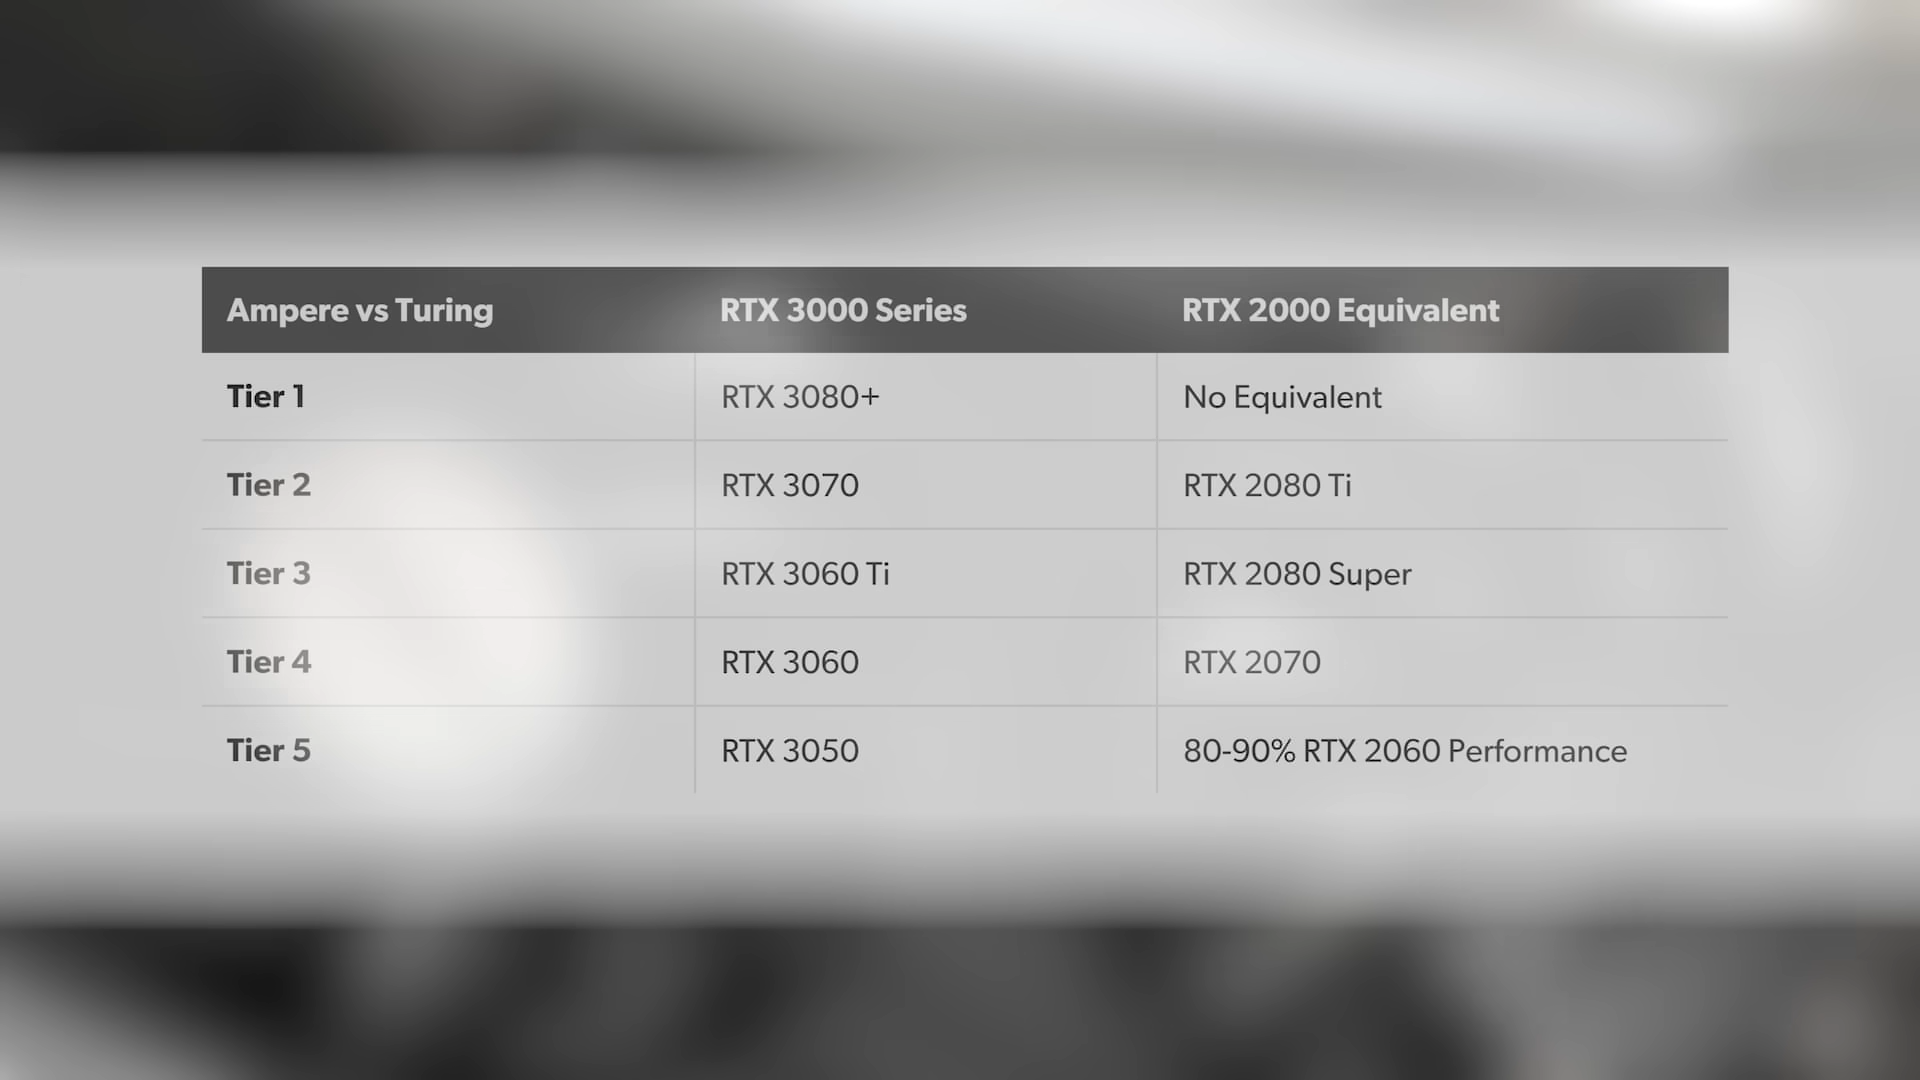 Ampere vs Turing RTX 3000 Series RTX 2000 Equivalent
Tier 1 RTX 3080+ No Equivalent
Tier 2 RTX 3070 RTX 2080 Ti
Tier 3 RTX 3060 Ti RTX 2080 Super
Tier 4 RTX 3060 RTX 2070
Tier 5 RTX 3050 80-90% RTX 2060 Performance